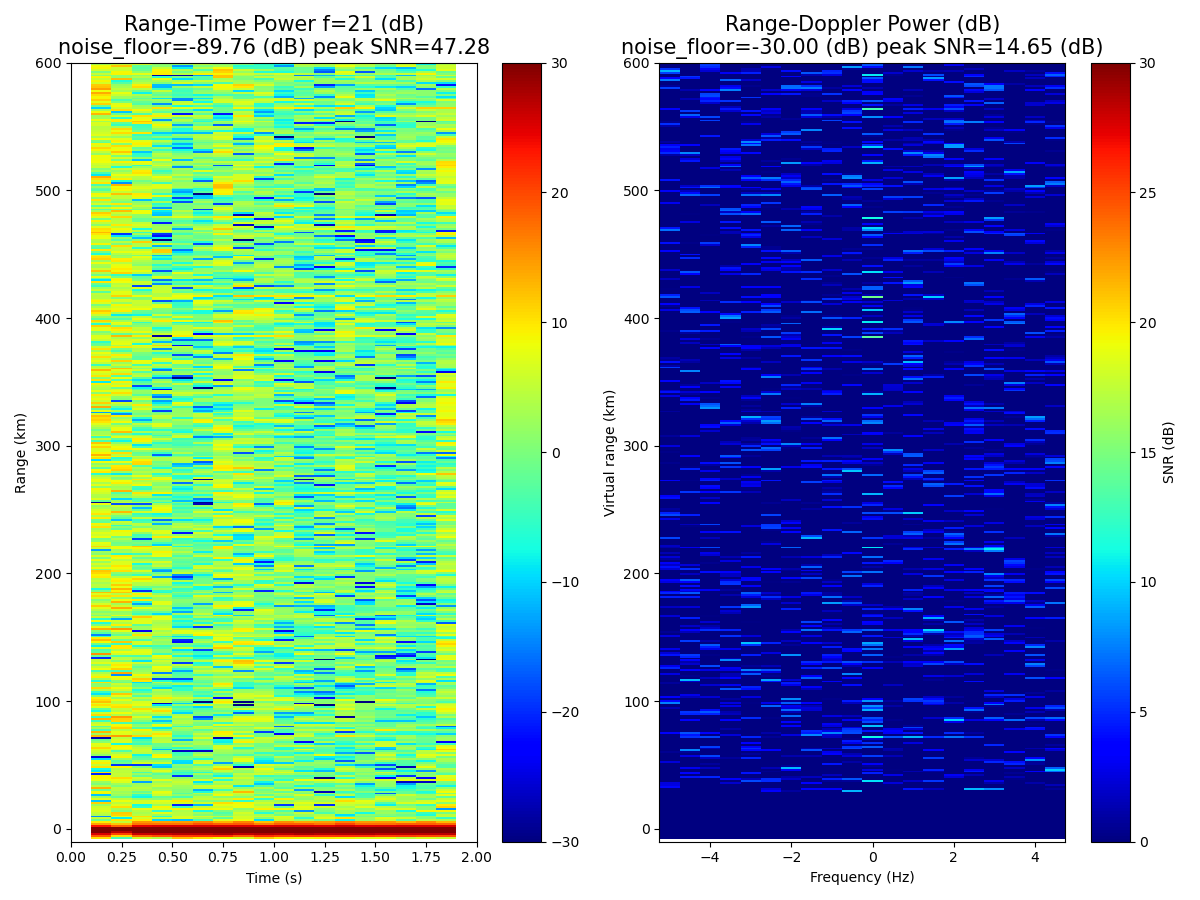 Range-Time Power f=21 (dB)
noise_floor=-89.76 (dB) peak SNR=47.28
600
500
400
300
200
100
0
Range (km)
0.00 0.25 0.50 0.75 1.00 1.25 1.50 1.75 2.00
Time (s)
30
20
10
0
−10
−20
−30
Range-Doppler Power (dB)
noise_floor=-30.00 (dB) peak SNR=14.65 (dB)
600
500
400
300
200
100
0
Virtual range (km)
−4 −2 0 2 4
Frequency (Hz)
30
25
20
15
10
5
0
SNR (dB)